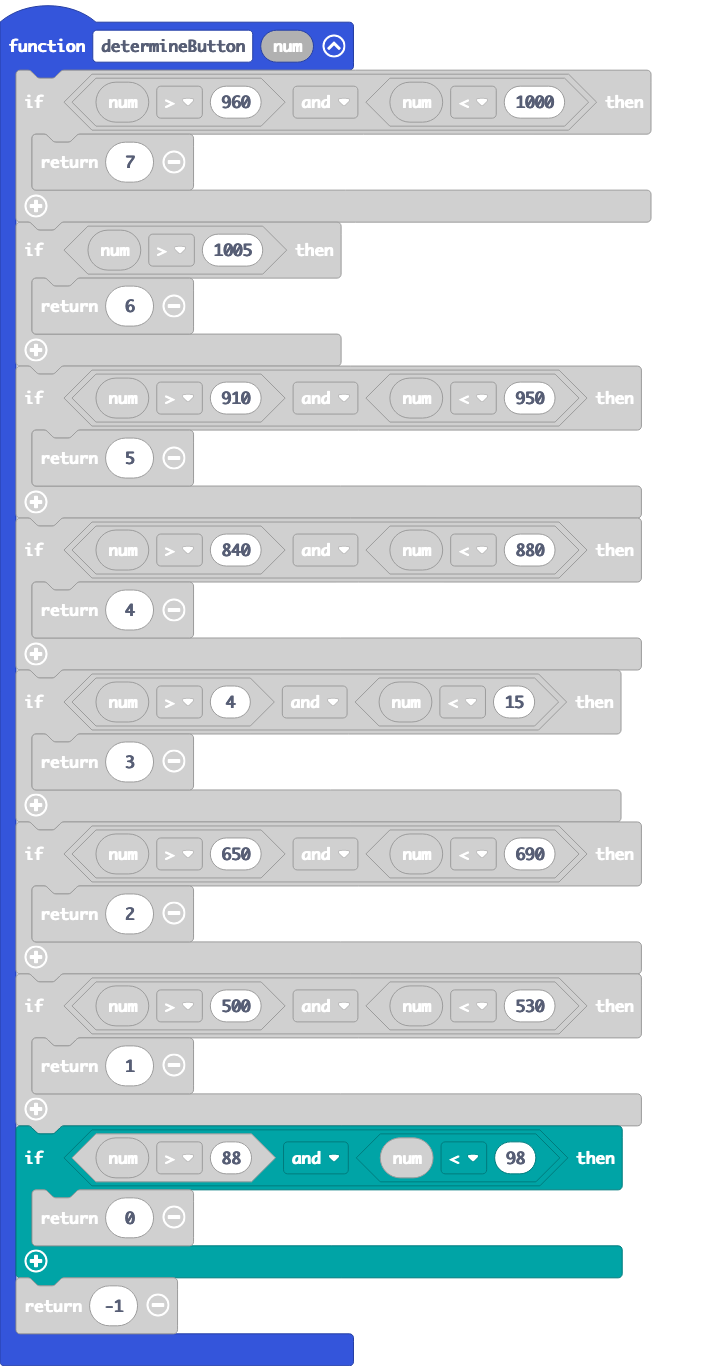 function determineButton num
if num > 960 and num < 1000 then
return 7
if num > 1005 then
return 6
if num > 910 and num < 950 then
return 5
if num > 840 and num < 880 then
return 4
if num > 4 and num < 15 then
return 3
if num > 650 and num < 690 then
return 2
if num > 500 and num < 530 then
return 1
if num > 88 and num < 98 then
return 0
return -1